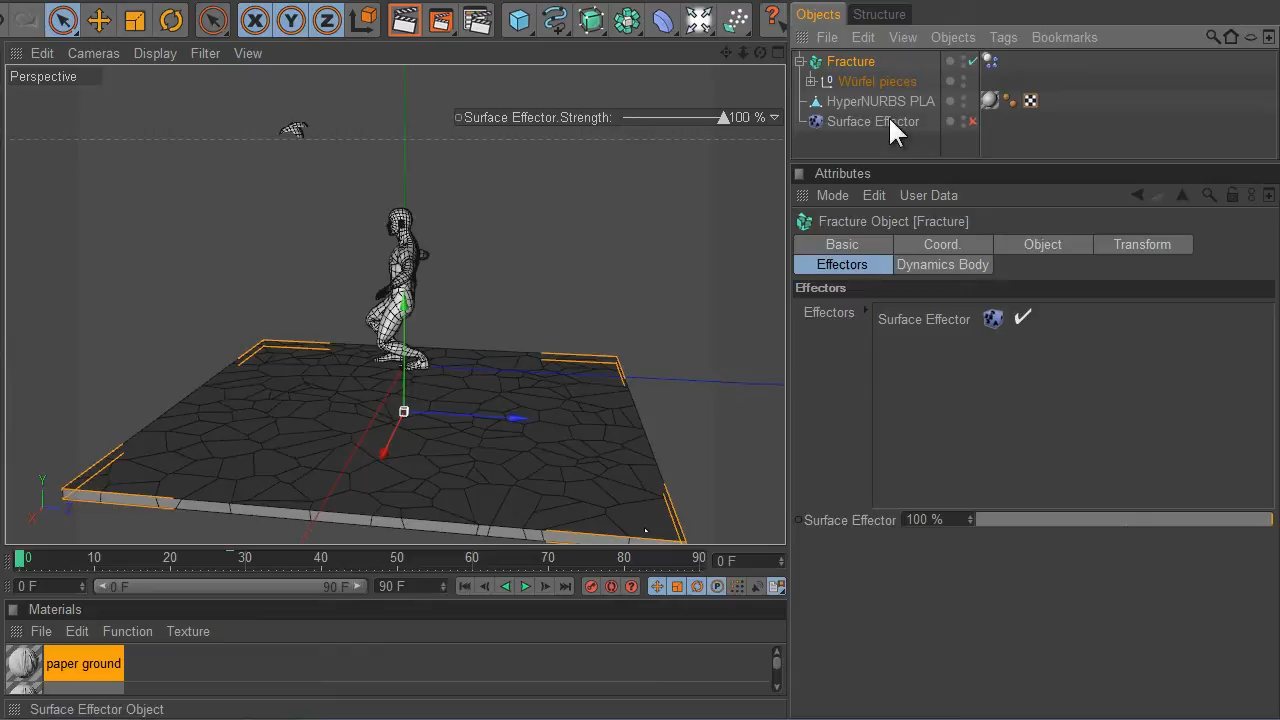 Objects Structure
Edit Cameras Display Filter View
File Edit View Objects Tags Bookmarks
Perspective
Surface Effector.Strength: 100 %
Fracture
Würfel pieces
HyperNURBS PLA
Surface Effector
Attributes
Mode Edit User Data
Fracture Object [Fracture]
Basic Coord. Object Transform
Effectors Dynamics Body
Effectors
Effectors Surface Effector
Surface Effector 100 %
X Y Z
Y
X Z
0 10 20 30 40 50 60 70 80 90 0 F
0 F 0 F 90 F 90 F
Materials
File Edit Function Texture
paper ground
Surface Effector Object